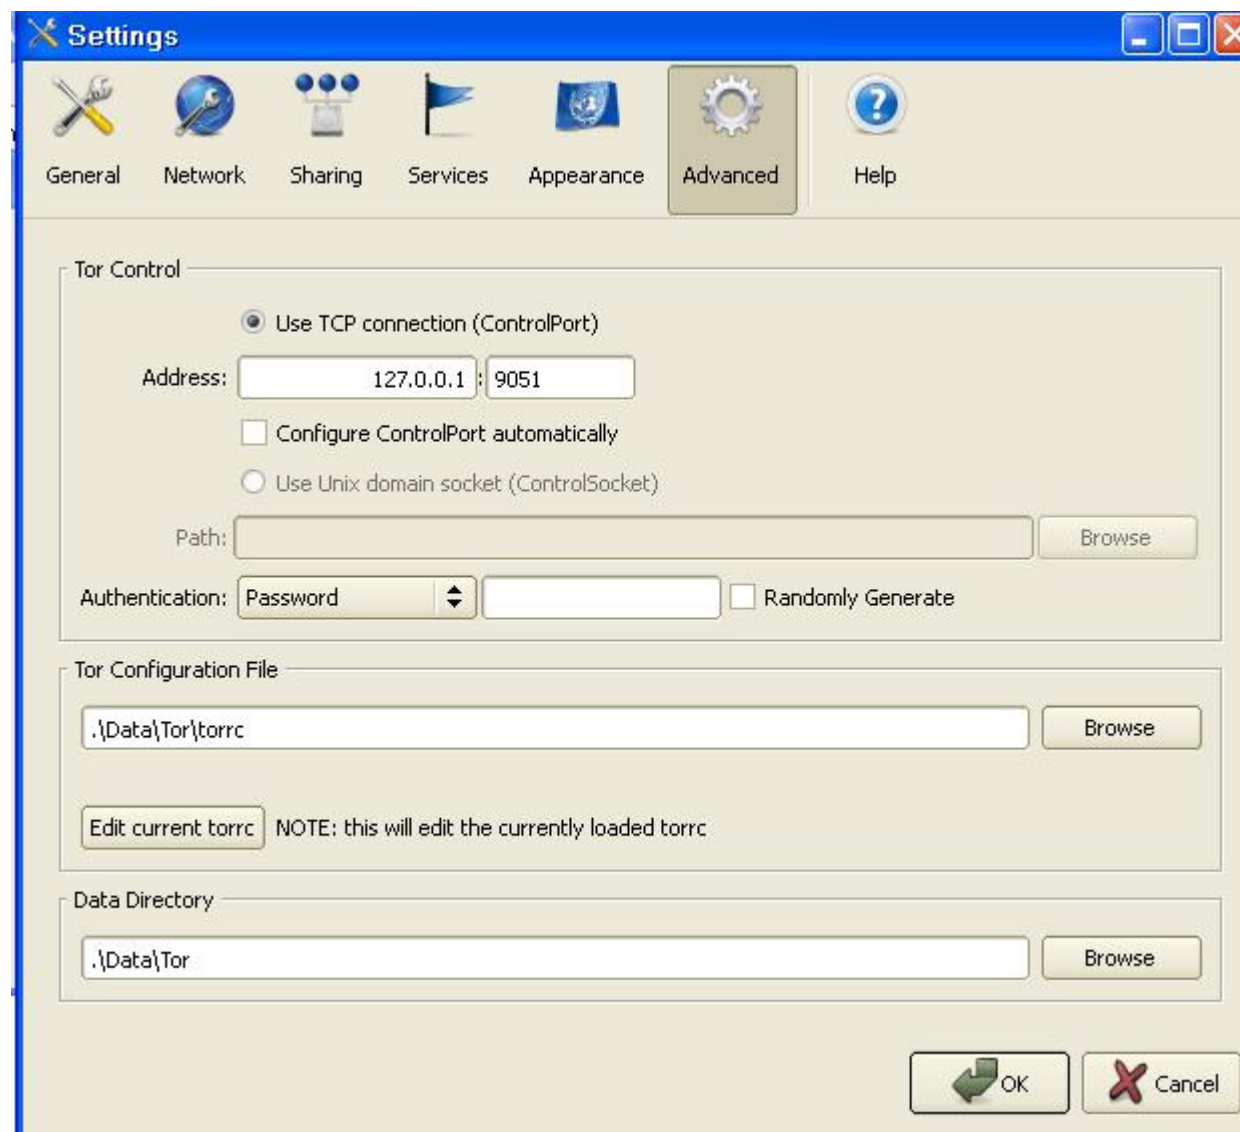 Settings
General Network Sharing Services Appearance Advanced Help
Tor Control
Use TCP connection (ControlPort)
Address: 127.0.0.1 : 9051
Configure ControlPort automatically
Use Unix domain socket (ControlSocket)
Path: Browse
Authentication: Password Randomly Generate
Tor Configuration File
.\Data\Tor\torrc Browse
Edit current torrc NOTE: this will edit the currently loaded torrc
Data Directory
.\Data\Tor Browse
OK Cancel